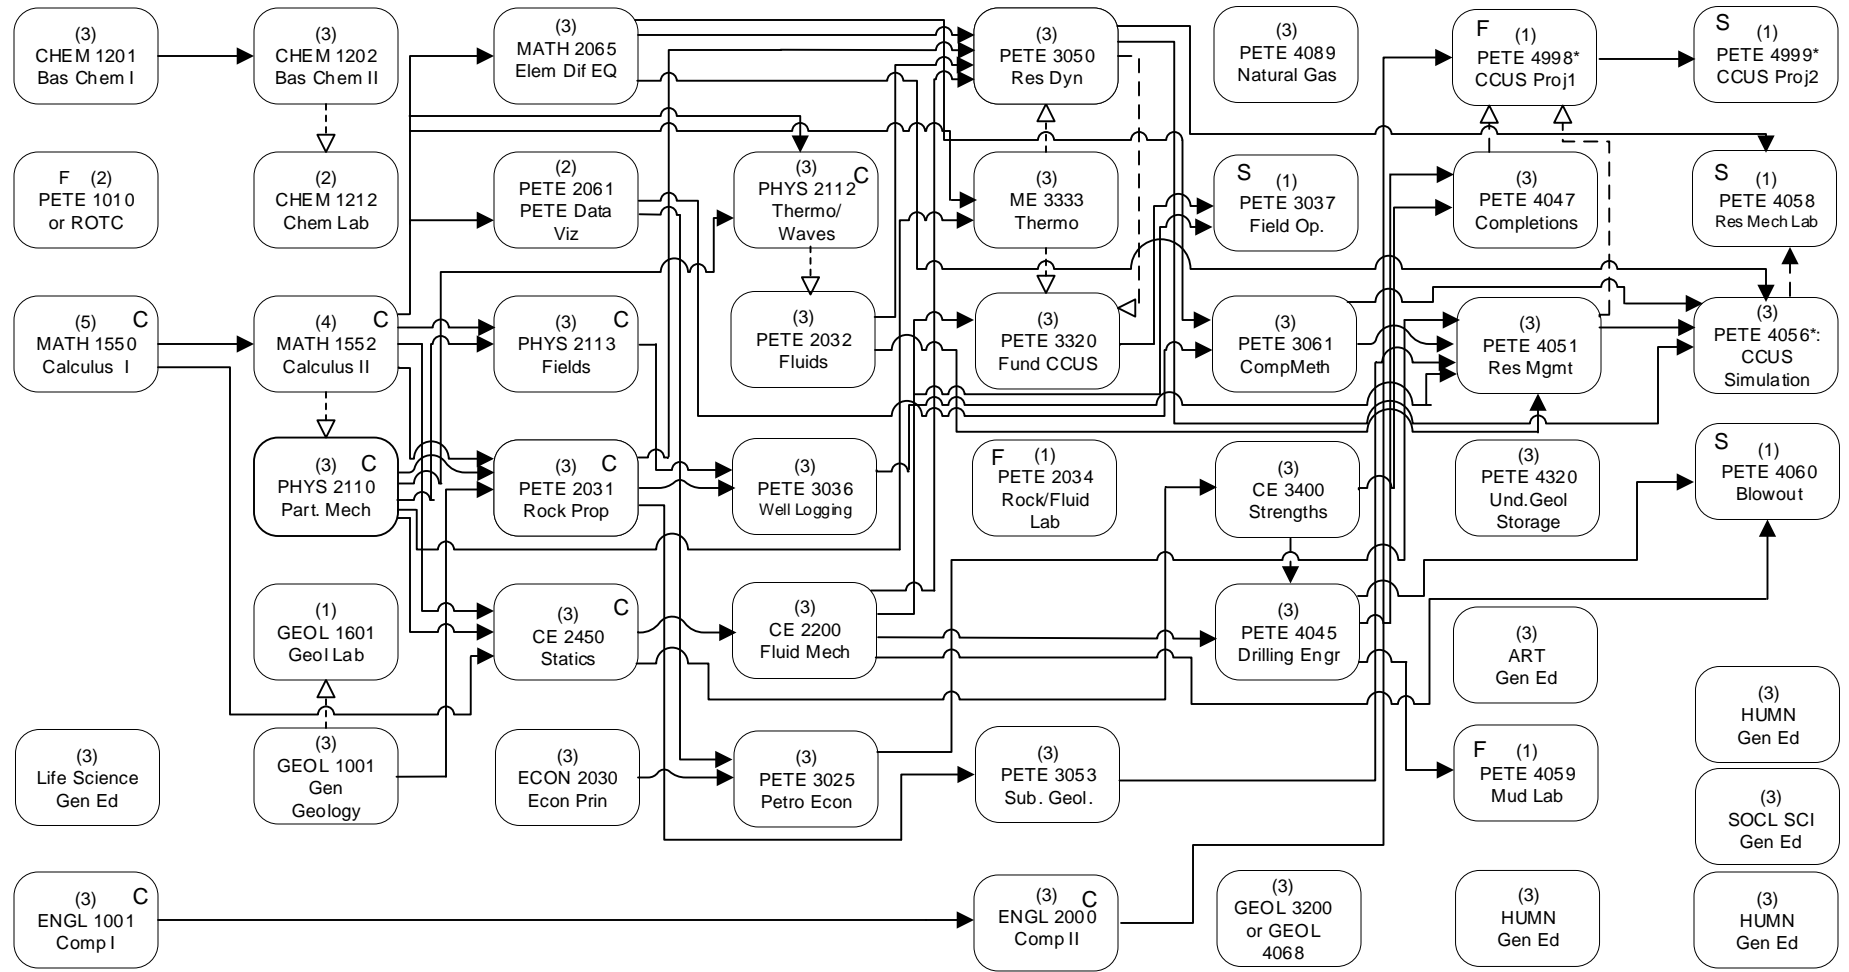 (3)
CHEM 1201
Bas Chem I
F (2)
PETE 1010
or ROTC
(5) C
MATH 1550
Calculus I
(3)
Life Science
Gen Ed
(3) C
ENGL 1001
Comp I
(3)
CHEM 1202
Bas Chem II
(2)
CHEM 1212
Chem Lab
(4) C
MATH 1552
Calculus II
(3) C
PHYS 2110
Part. Mech
(1)
GEOL 1601
Geol Lab
(3)
GEOL 1001
Gen
Geology
(3)
MATH 2065
Elem Dif EQ
(2)
PETE 2061
PETE Data
Viz
(3) C
PHYS 2113
Fields
(3) C
PETE 2031
Rock Prop
(3) C
CE 2450
Statics
(3)
ECON 2030
Econ Prin
(3) C
PHYS 2112
Thermo/
Waves
(3)
PETE 2032
Fluids
(3)
PETE 3036
Well Logging
(3)
CE 2200
Fluid Mech
(3)
PETE 3025
Petro Econ
(3)
PETE 3050
Res Dyn
(3)
ME 3333
Thermo
(3)
PETE 3320
Fund CCUS
F (1)
PETE 2034
Rock/Fluid
Lab
(3)
PETE 3053
Sub. Geol.
(3) C
ENGL 2000
Comp II
(3)
PETE 4089
Natural Gas
S (1)
PETE 3037
Field Op.
(3)
PETE 3061
CompMeth
(3)
CE 3400
Strengths
(3)
PETE 4045
Drilling Engr
(3)
GEOL 3200
or GEOL
4068
F (1)
PETE 4998*
CCUS Proj1
(3)
PETE 4047
Completions
(3)
PETE 4051
Res Mgmt
(3)
PETE 4320
Und.Geol
Storage
(3)
ART
Gen Ed
F (1)
PETE 4059
Mud Lab
(3)
HUMN
Gen Ed
S (1)
PETE 4999*
CCUS Proj2
S (1)
PETE 4058
Res Mech Lab
(3)
PETE 4056*:
CCUS
Simulation
S (1)
PETE 4060
Blowout
(3)
HUMN
Gen Ed
(3)
SOCL SCI
Gen Ed
(3)
HUMN
Gen Ed